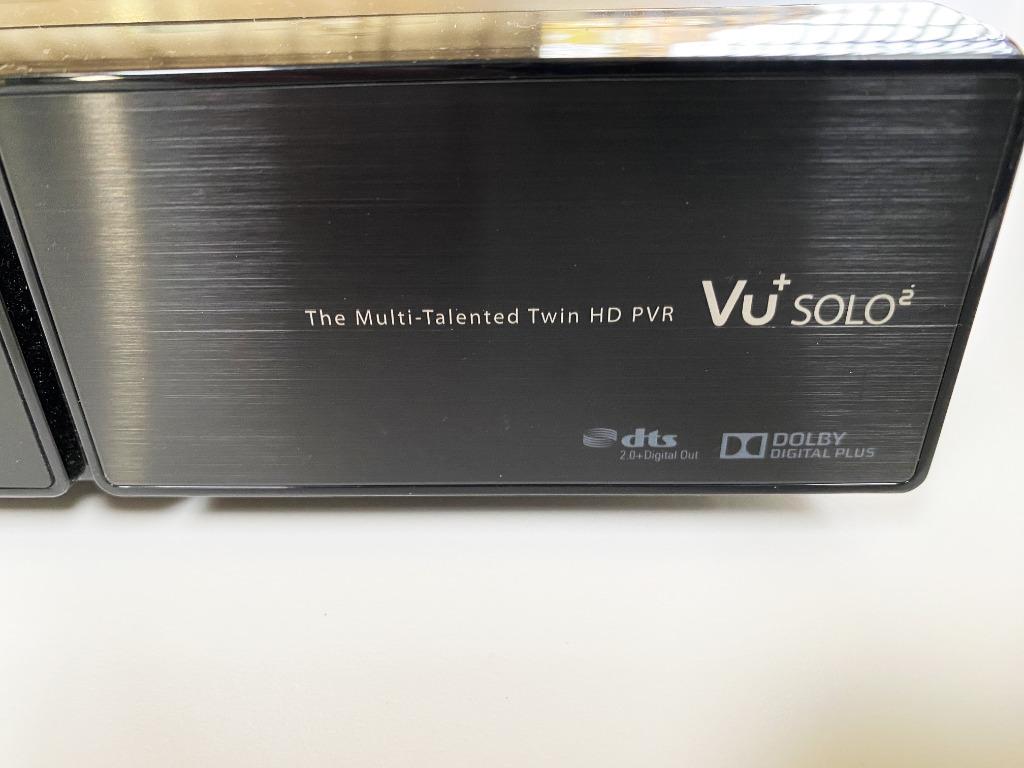 The Multi-Talented Twin HD PVR Vu+ SOLO²
dts
2.0+Digital Out
DOLBY
DIGITAL PLUS